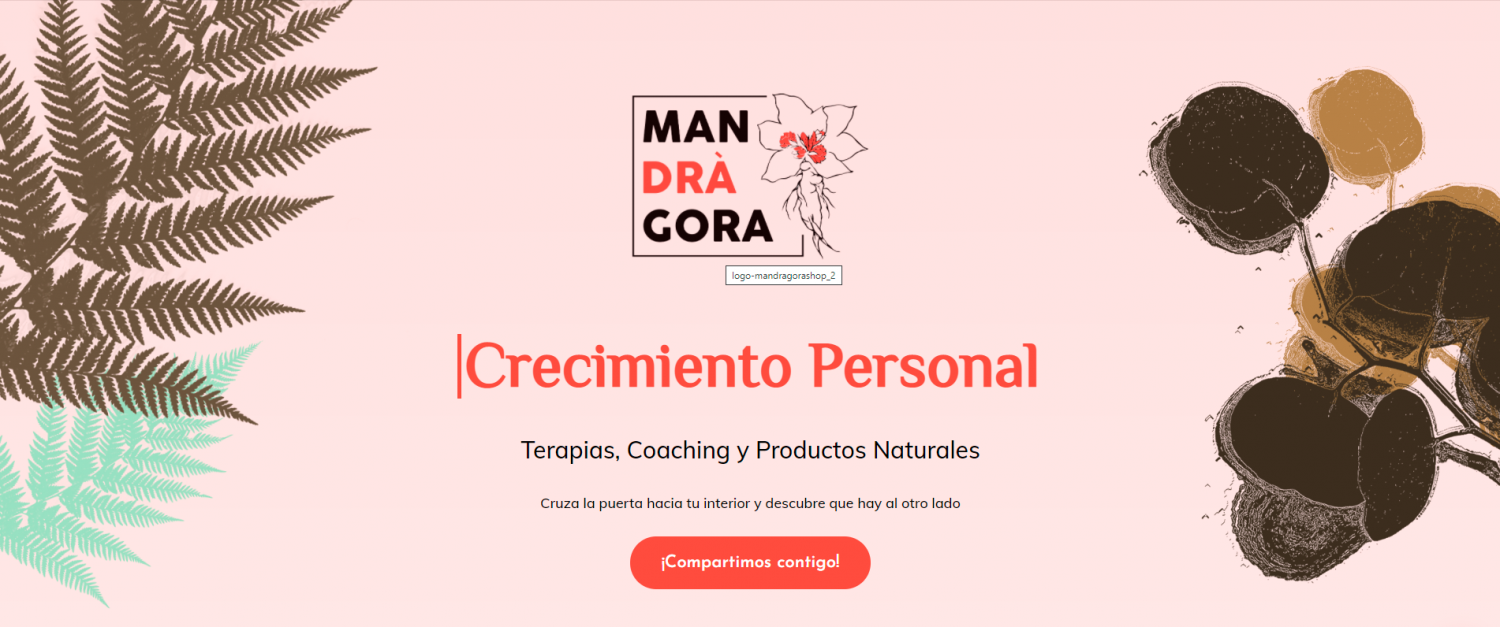 MAN
DRÀ
GORA
logo-mandragorashop_2
Crecimiento Personal
Terapias, Coaching y Productos Naturales
Cruza la puerta hacia tu interior y descubre que hay al otro lado
¡Compartimos contigo!